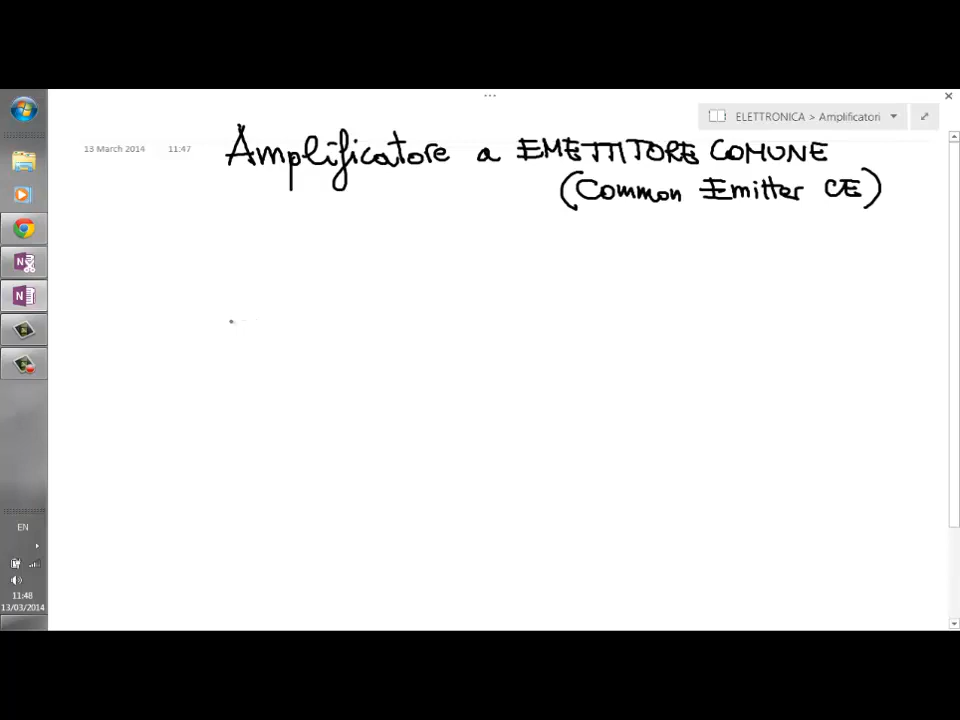 ELETTRONICA > Amplificatori
13 March 2014 11:47
Amplificatore a EMETTITORE COMUNE
(Common Emitter CE)
EN
11:48
13/03/2014